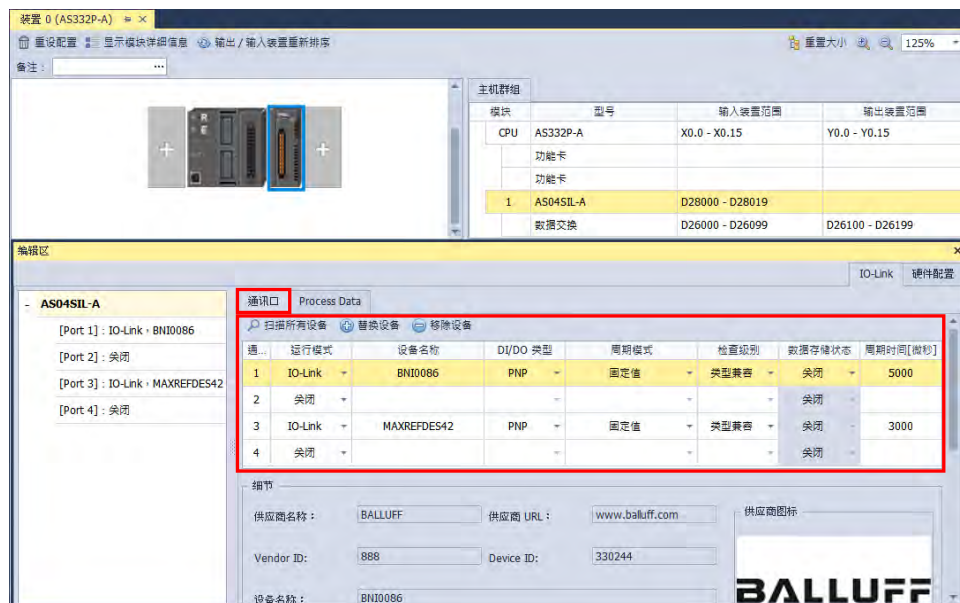 装置 0 (AS332P-A)
重设配置 显示模块详细信息 输出 / 输入装置重新排序 重置大小 125%
备注： ...
主机群组
模块 型号 输入装置范围 输出装置范围
CPU AS332P-A X0.0 - X0.15 Y0.0 - Y0.15
功能卡
功能卡
1 AS04SIL-A D28000 - D28019
数据交换 D26000 - D26099 D26100 - D26199
编辑区
IO-Link 硬件配置
- AS04SIL-A
[Port 1] : IO-Link，BNI0086
[Port 2] : 关闭
[Port 3] : IO-Link，MAXREFDES42
[Port 4] : 关闭
通讯口 Process Data
扫描所有设备 替换设备 移除设备
通... 运行模式 设备名称 DI/DO 类型 周期模式 检查级别 数据存储状态 周期时间[微秒]
1 IO-Link BNI0086 PNP 固定值 类型兼容 关闭 5000
2 关闭 关闭
3 IO-Link MAXREFDES42 PNP 固定值 类型兼容 关闭 3000
4 关闭 关闭
细节
供应商名称： BALLUFF 供应商 URL： www.balluff.com 供应商图标
Vendor ID: 888 Device ID: 330244
设备名称： BNI0086
BALLUFF